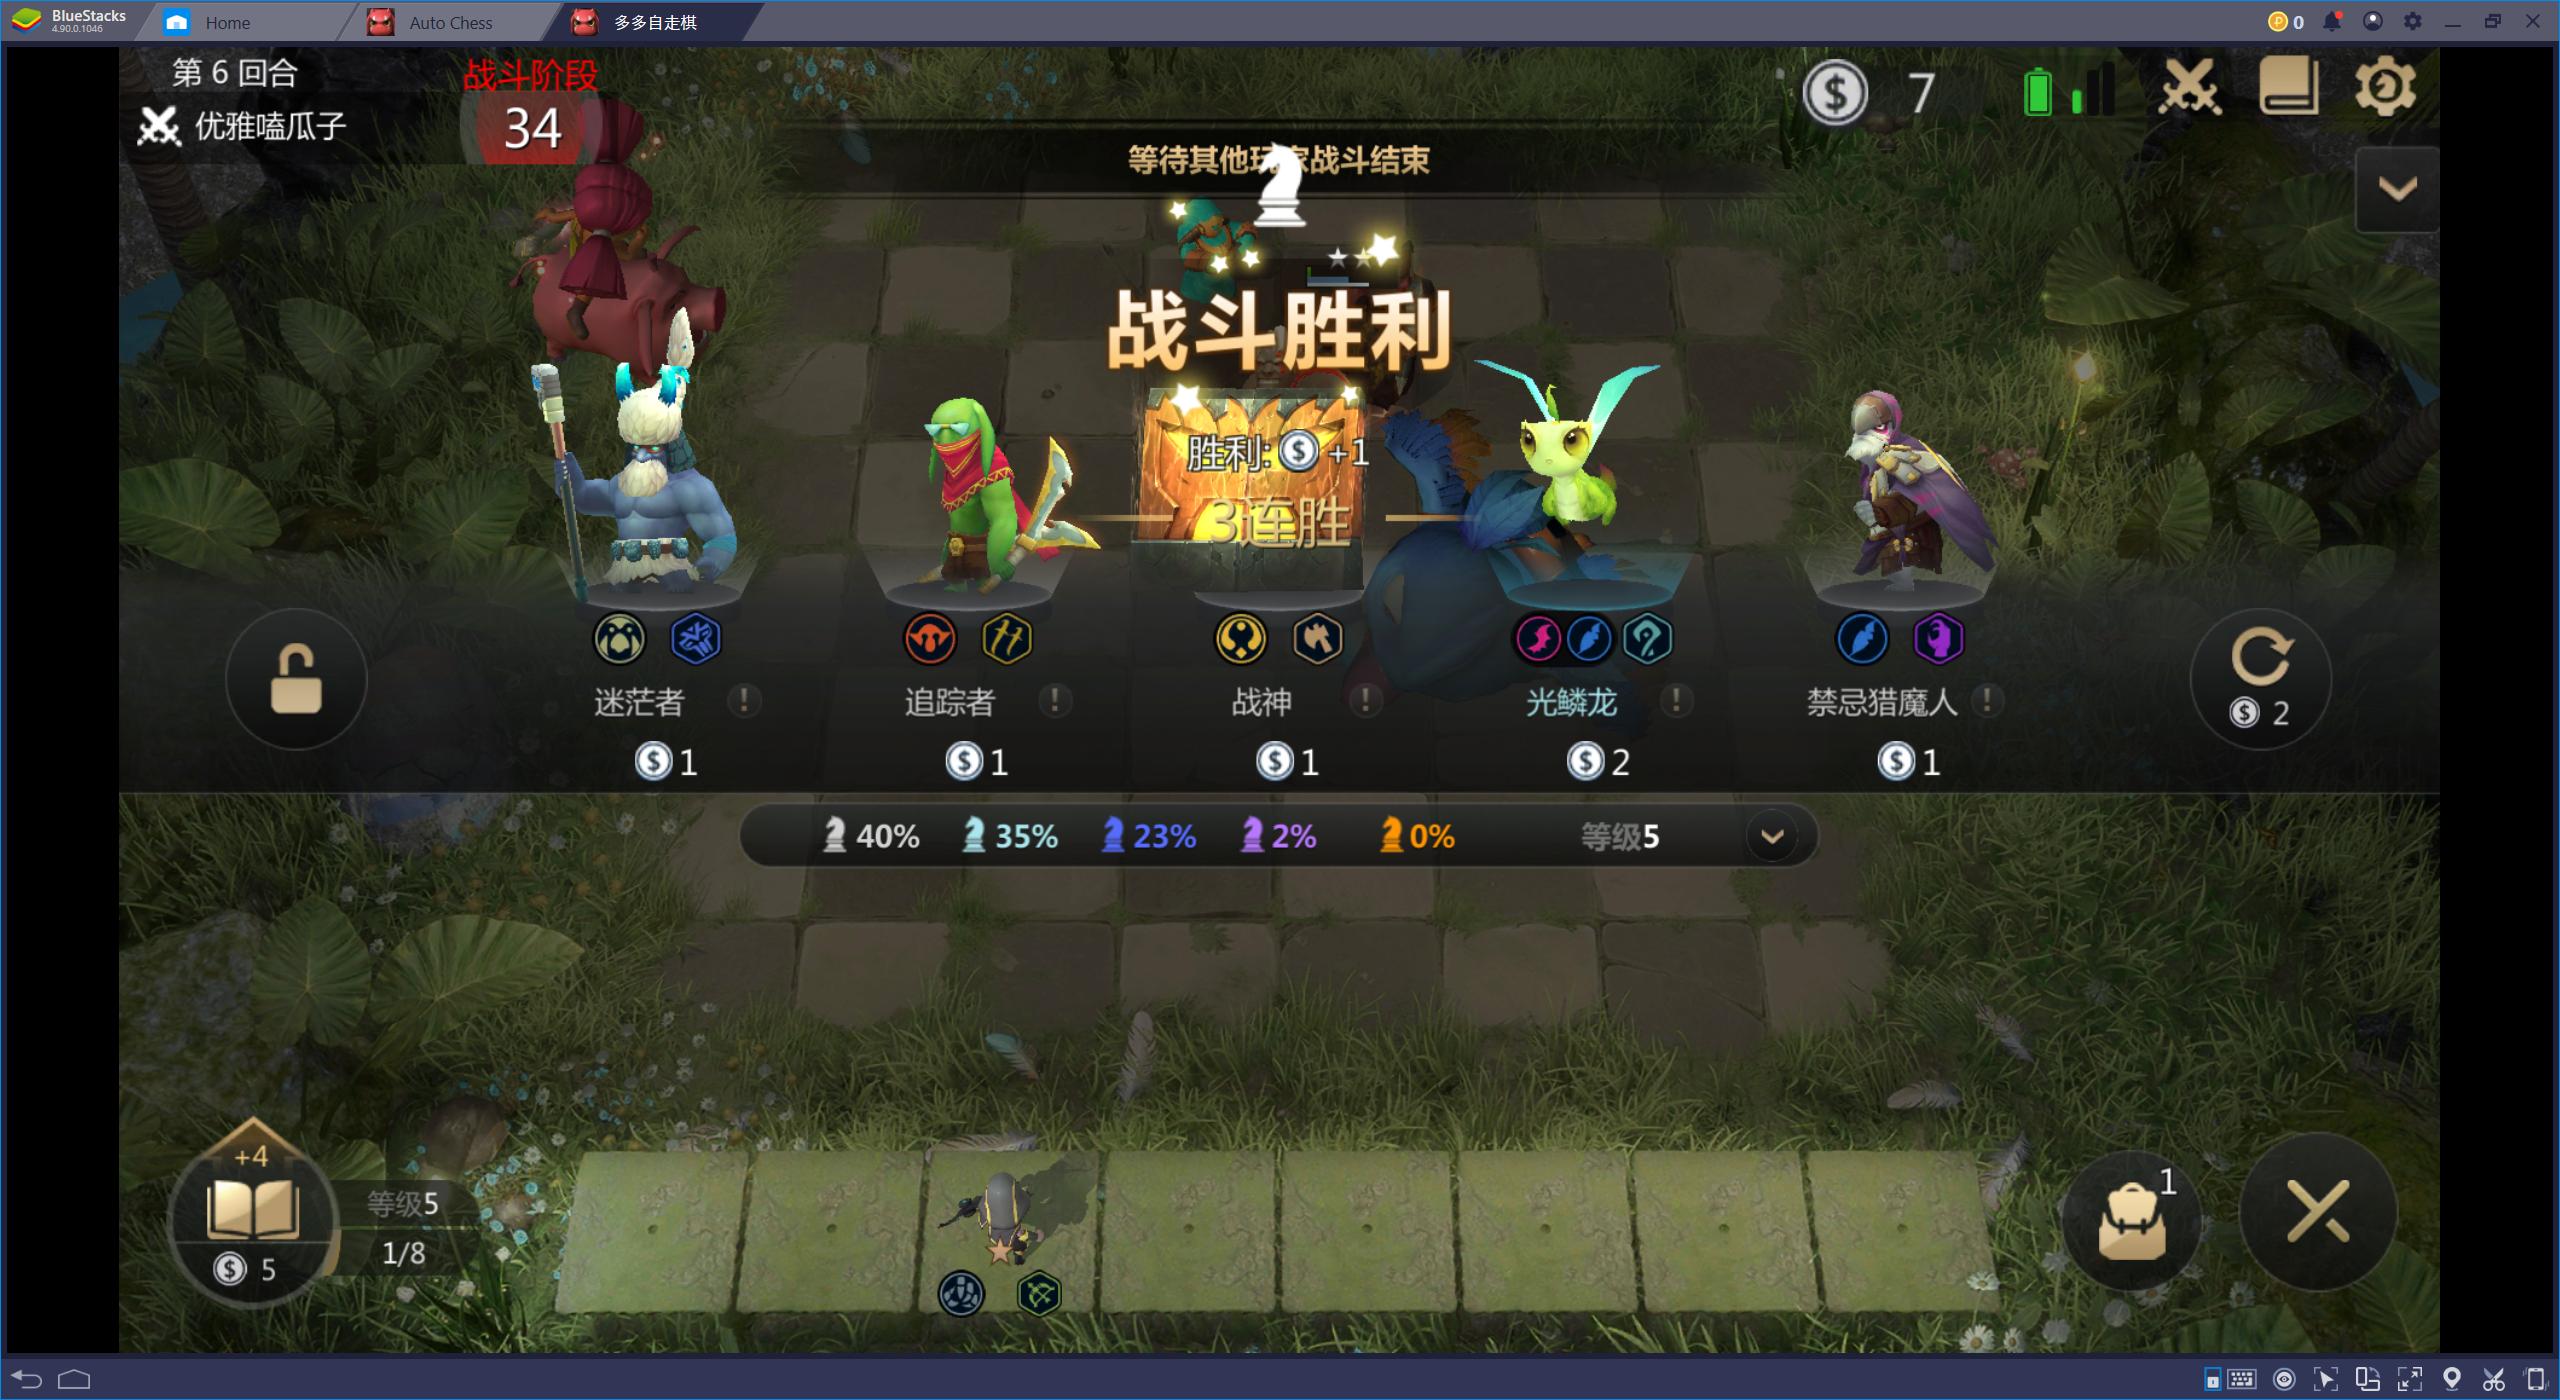 BlueStacks
4.90.0.1046
Home
Auto Chess
多多自走棋
0
第 6 回合
战斗阶段
34
优雅嗑瓜子
7
等待其他玩家战斗结束
战斗胜利
胜利: $ +1
3连胜
迷茫者 !
追踪者 !
战神 !
光鳞龙 !
禁忌猎魔人 !
$ 1
$ 1
$ 1
$ 2
$ 1
$ 2
40%
35%
23%
2%
0%
等级5
+4
$ 5
等级5
1/8
1